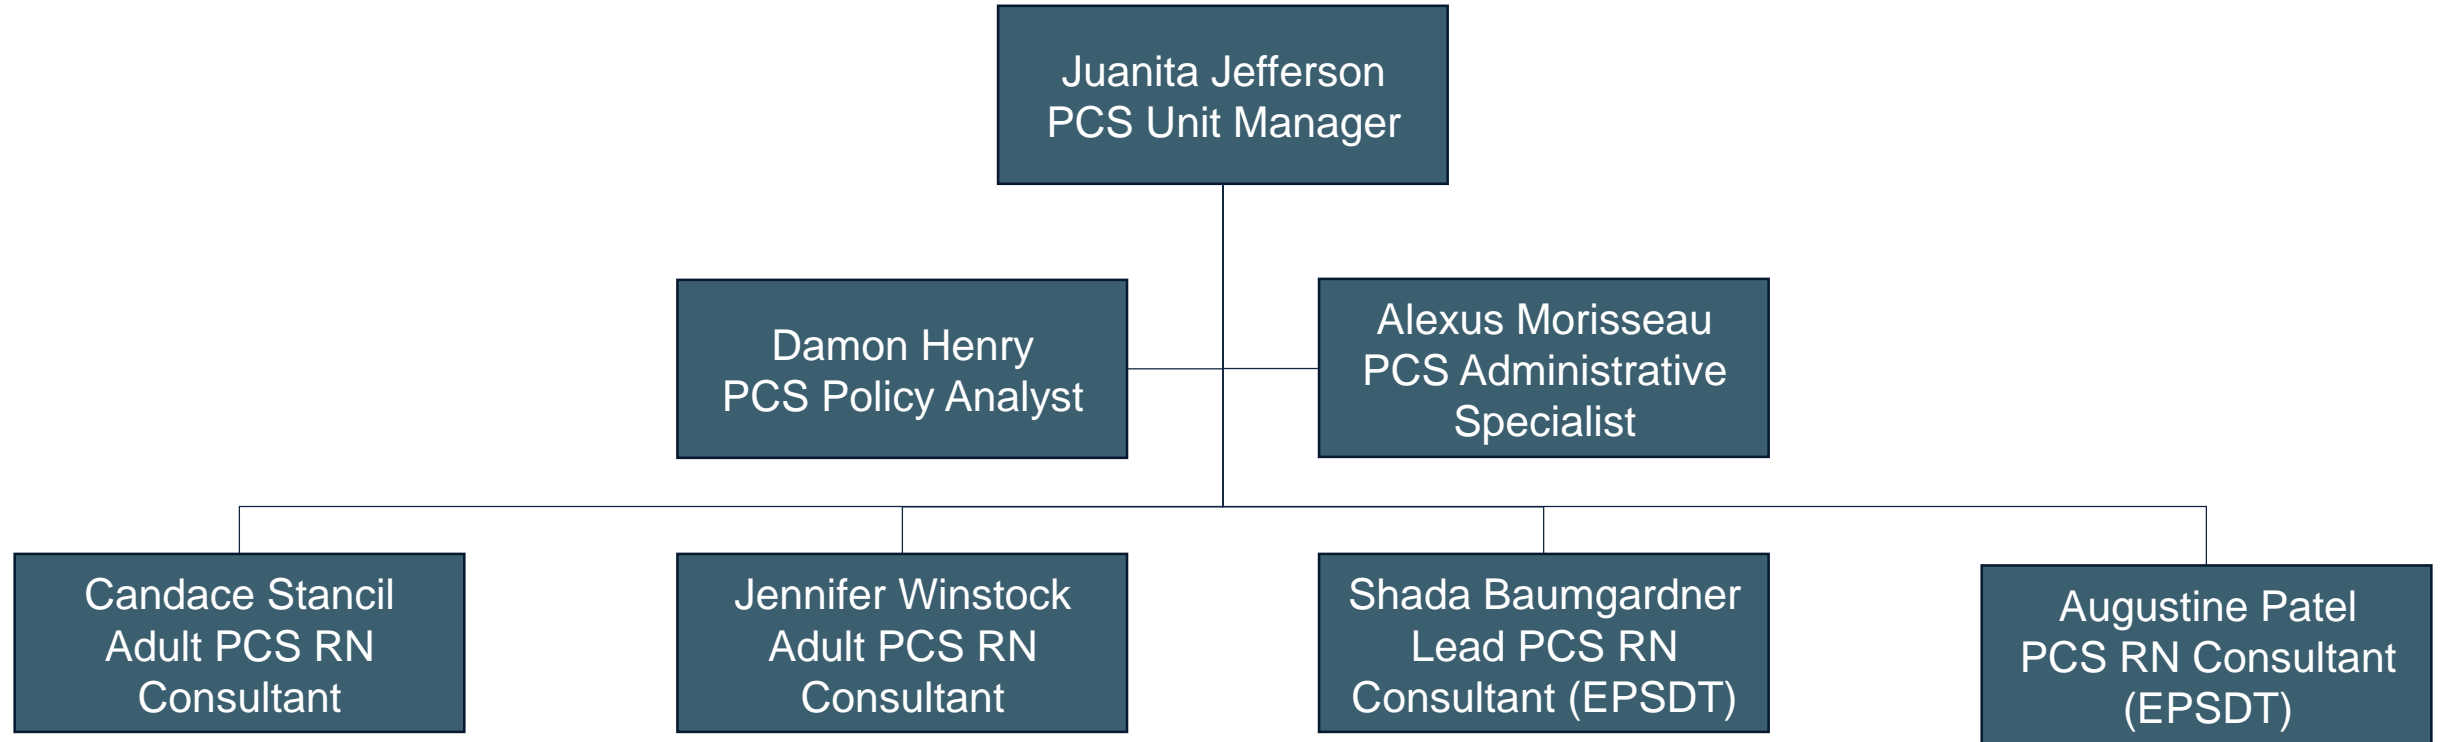 Juanita Jefferson
PCS Unit Manager
Damon Henry
PCS Policy Analyst
Alexus Morisseau
PCS Administrative
Specialist
Candace Stancil
Adult PCS RN
Consultant
Jennifer Winstock
Adult PCS RN
Consultant
Shada Baumgardner
Lead PCS RN
Consultant (EPSDT)
Augustine Patel
PCS RN Consultant
(EPSDT)